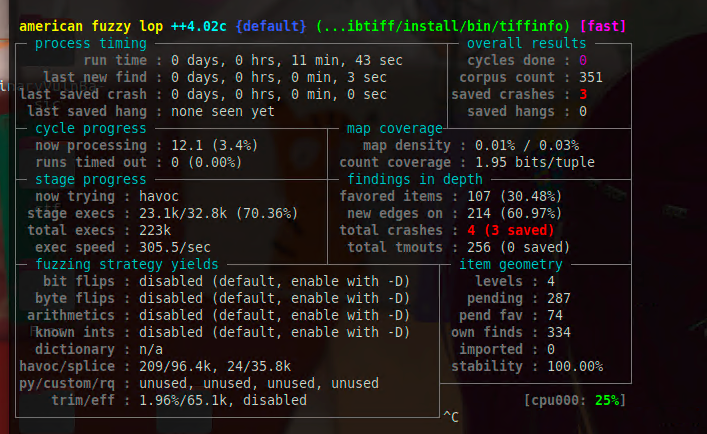 american fuzzy lop ++4.02c {default} (...ibtiff/install/bin/tiffinfo) [fast]
process timing
run time : 0 days, 0 hrs, 11 min, 43 sec
last new find : 0 days, 0 hrs, 0 min, 3 sec
last saved crash : 0 days, 0 hrs, 0 min, 0 sec
last saved hang : none seen yet
overall results
cycles done : 0
corpus count : 351
saved crashes : 3
saved hangs : 0
cycle progress
now processing : 12.1 (3.4%)
runs timed out : 0 (0.00%)
map coverage
map density : 0.01% / 0.03%
count coverage : 1.95 bits/tuple
stage progress
now trying : havoc
stage execs : 23.1k/32.8k (70.36%)
total execs : 223k
exec speed : 305.5/sec
findings in depth
favored items : 107 (30.48%)
new edges on : 214 (60.97%)
total crashes : 4 (3 saved)
total tmouts : 256 (0 saved)
fuzzing strategy yields
bit flips : disabled (default, enable with -D)
byte flips : disabled (default, enable with -D)
arithmetics : disabled (default, enable with -D)
known ints : disabled (default, enable with -D)
dictionary : n/a
havoc/splice : 209/96.4k, 24/35.8k
py/custom/rq : unused, unused, unused, unused
trim/eff : 1.96%/65.1k, disabled
item geometry
levels : 4
pending : 287
pend fav : 74
own finds : 334
imported : 0
stability : 100.00%
[cpu000: 25%]
^C